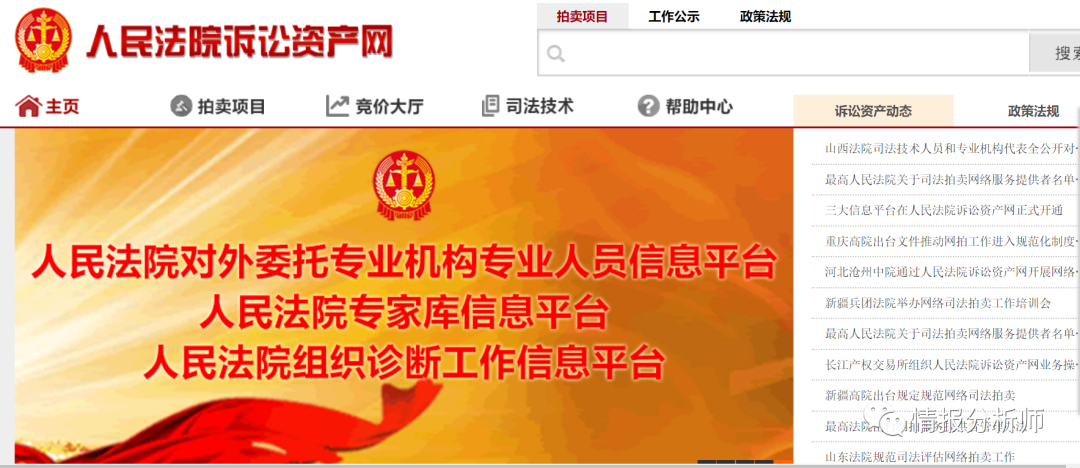 人民法院诉讼资产网
拍卖项目 工作公示 政策法规
搜索
主页 拍卖项目 竞价大厅 司法技术 帮助中心
诉讼资产动态 政策法规
人民法院对外委托专业机构专业人员信息平台
人民法院专家库信息平台
人民法院组织诊断工作信息平台
山西法院司法技术人员和专业机构代表全公开对·
最高人民法院关于司法拍卖网络服务提供者名单·
三大信息平台在人民法院诉讼资产网正式开通
重庆高院出台文件推动网拍工作进入规范化制度·
河北沧州中院通过人民法院诉讼资产网开展网络·
新疆兵团法院举办网络司法拍卖工作培训会
最高人民法院关于司法拍卖网络服务提供者名单·
长江产权交易所组织人民法院诉讼资产网业务操·
新疆高院出台规定规范网络司法拍卖
最高法院
情报分析师
山东法院规范司法评估网络拍卖工作